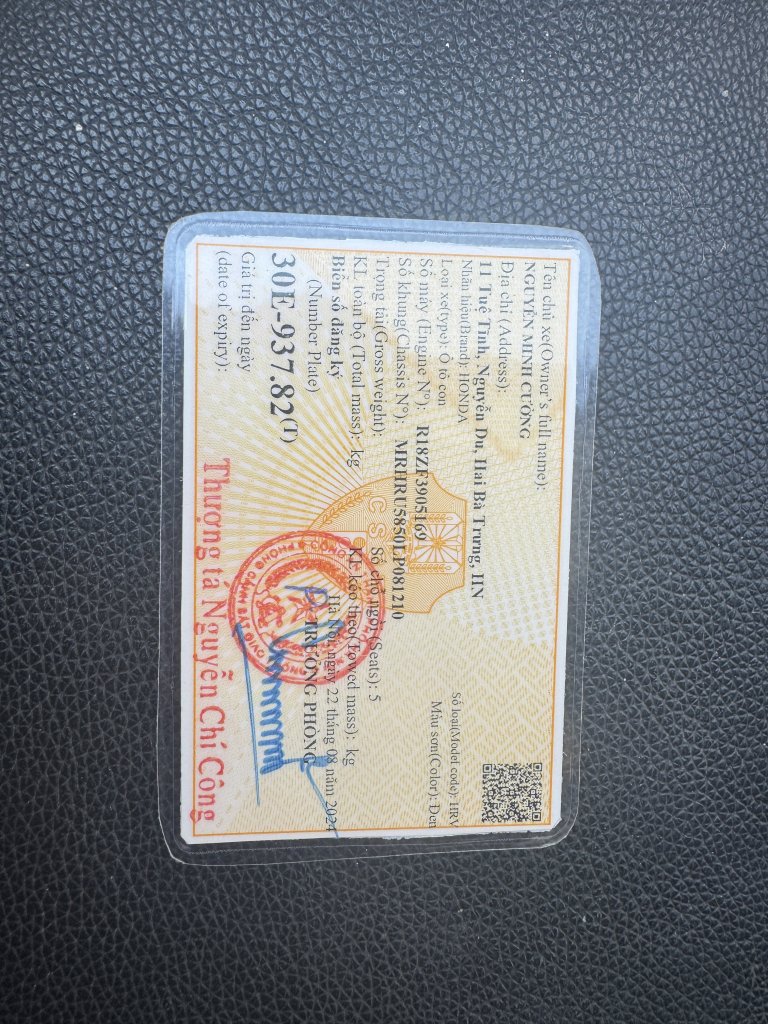 Tên chủ xe(Owner's full name):
NGUYỄN MINH CƯỜNG
Địa chỉ (Address):
11 Tuệ Tĩnh, Nguyễn Du, Hai Bà Trưng, HN
Nhãn hiệu(Brand): HONDA Số loại(Model code): HRV
Loại xe(type): Ô tô con Màu sơn(Color): Đen
Số máy (Engine Nº): R18ZF3905169
Số khung(Chassis Nº): MRHRU5850LP081210
Trọng tải(Gross weight): Số chỗ ngồi (Seats): 5
KL toàn bộ (Total mass): kg KL kéo theo(Towed mass): kg
Biển số đăng ký Hà Nội, ngày 22 tháng 08 năm 2024
(Number Plate) P. TRƯỞNG PHÒNG
30E-937.82(T)
Giá trị đến ngày
(date of expiry):
Thượng tá Nguyễn Chí Công